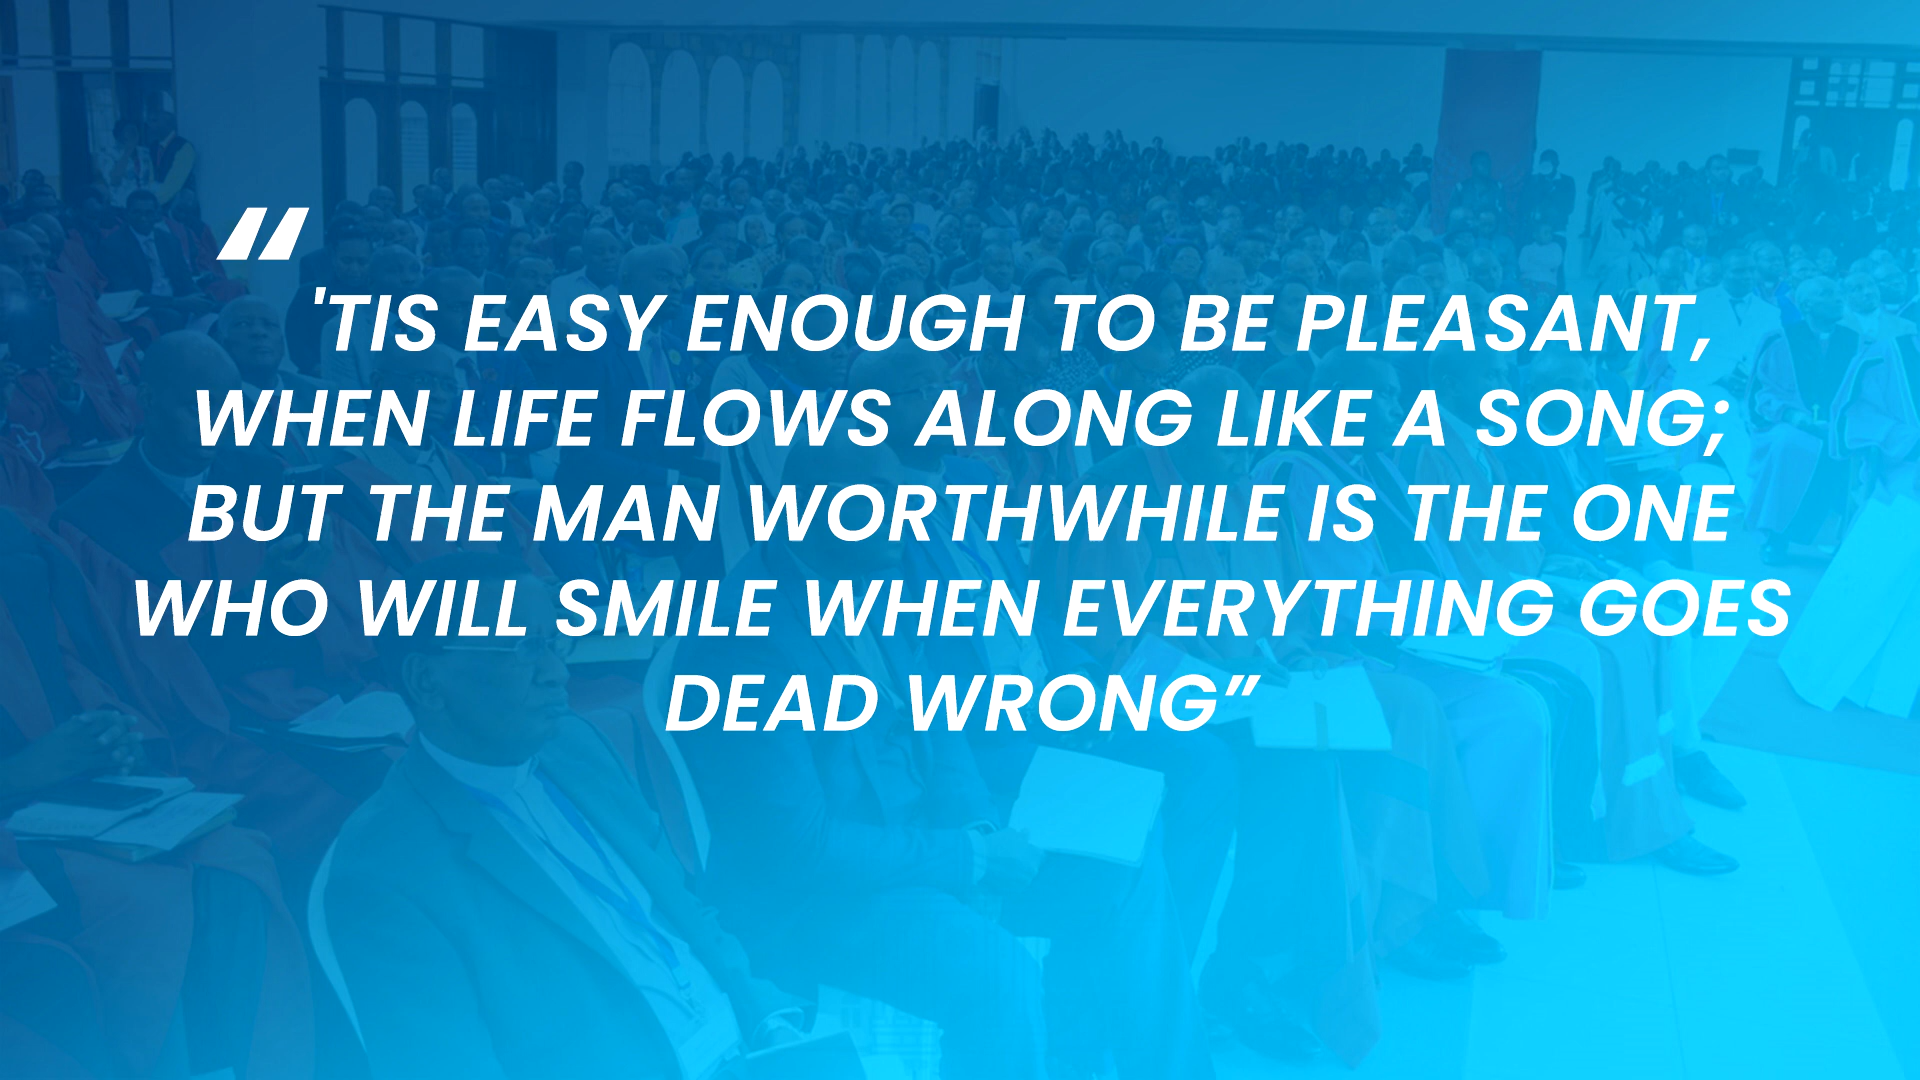 “
'TIS EASY ENOUGH TO BE PLEASANT,
WHEN LIFE FLOWS ALONG LIKE A SONG;
BUT THE MAN WORTHWHILE IS THE ONE
WHO WILL SMILE WHEN EVERYTHING GOES
DEAD WRONG”